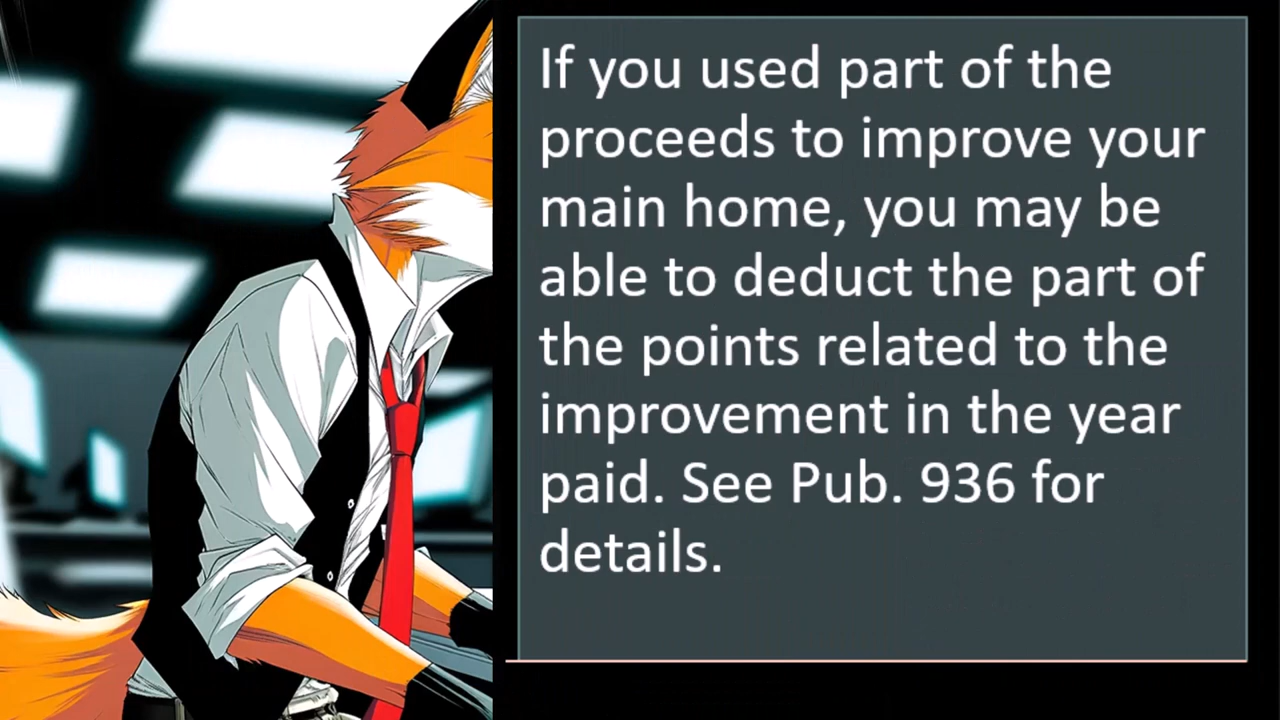 If you used part of the
proceeds to improve your
main home, you may be
able to deduct the part of
the points related to the
improvement in the year
paid. See Pub. 936 for
details.